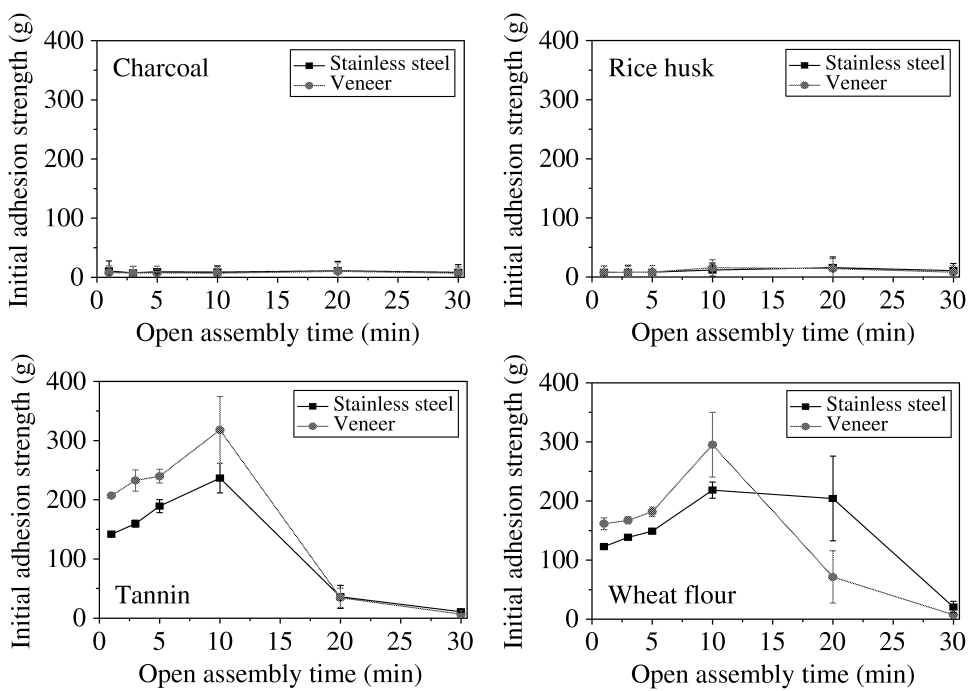 Initial adhesion strength (g)
400
300
200
100
0
Charcoal
Stainless steel
Veneer
0 5 10 15 20 25 30
Open assembly time (min)
Initial adhesion strength (g)
400
300
200
100
0
Rice husk
Stainless steel
Veneer
0 5 10 15 20 25 30
Open assembly time (min)
Initial adhesion strength (g)
400
300
200
100
0
Stainless steel
Veneer
Tannin
0 5 10 15 20 25 30
Open assembly time (min)
Initial adhesion strength (g)
400
300
200
100
0
Stainless steel
Veneer
Wheat flour
0 5 10 15 20 25 30
Open assembly time (min)